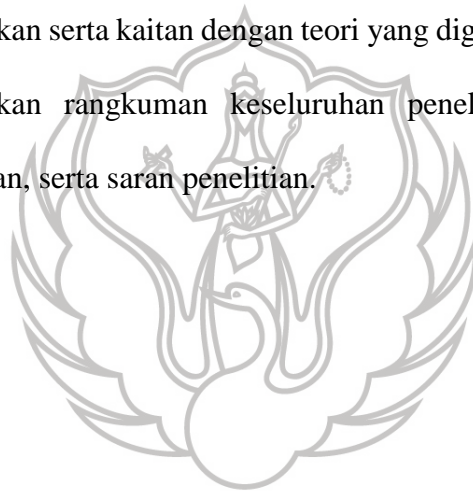 kan serta kaitan dengan teori yang dig
kan rangkuman keseluruhan penel
an, serta saran penelitian.